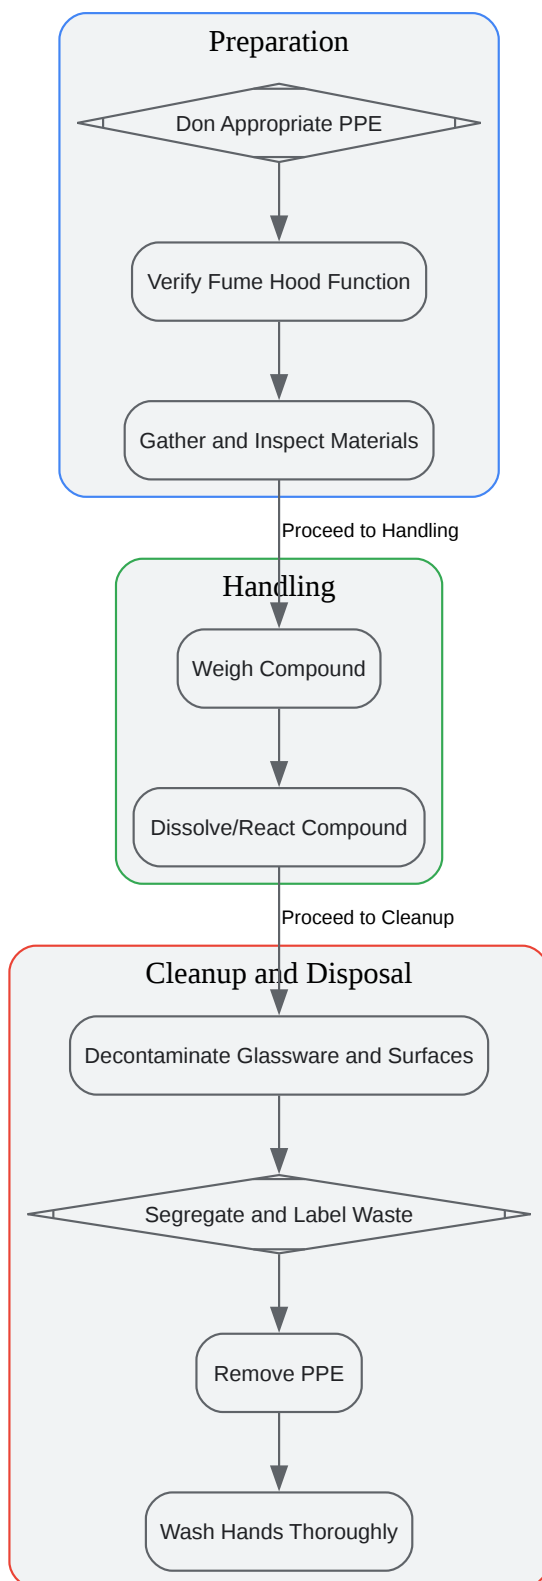 Preparation
Don Appropriate PPE
Verify Fume Hood Function
Gather and Inspect Materials
Proceed to Handling
Handling
Weigh Compound
Dissolve/React Compound
Proceed to Cleanup
Cleanup and Disposal
Decontaminate Glassware and Surfaces
Segregate and Label Waste
Remove PPE
Wash Hands Thoroughly